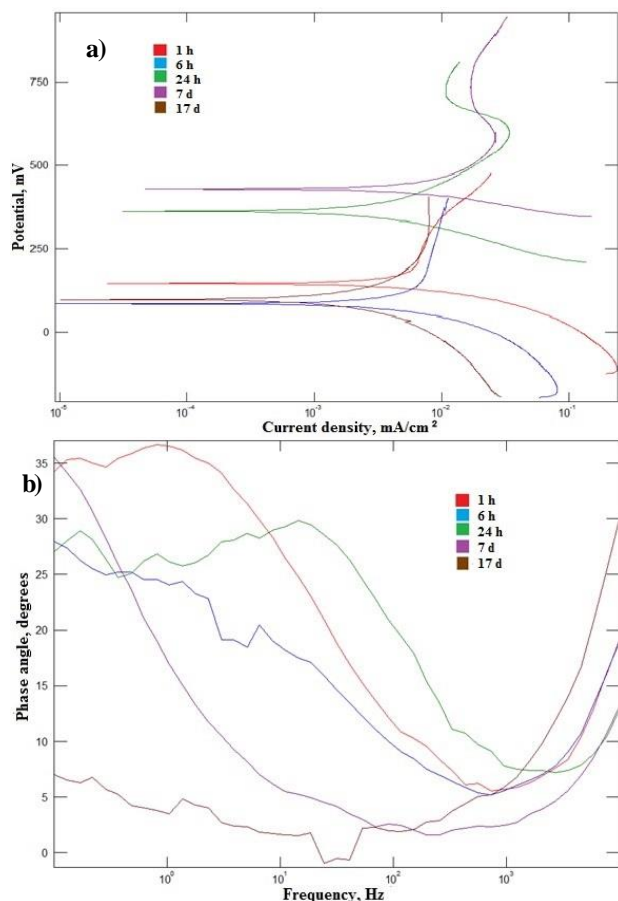 a)
1 h
6 h
24 h
7 d
17 d
750
500
250
0
Potential, mV
10⁻⁵ 10⁻⁴ 10⁻³ 10⁻² 10⁻¹
Current density, mA/cm²
b)
1 h
6 h
24 h
7 d
17 d
35
30
25
20
15
10
5
0
Phase angle, degrees
10⁰ 10¹ 10² 10³
Frequency, Hz